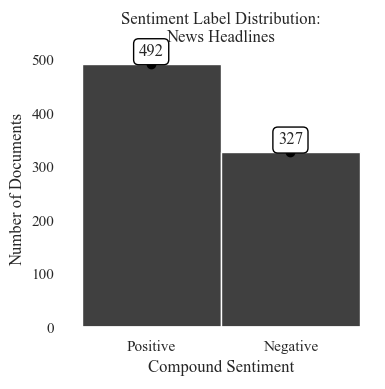 Sentiment Label Distribution:
News Headlines
492
327
500
400
300
200
100
0
Number of Documents
Positive
Negative
Compound Sentiment